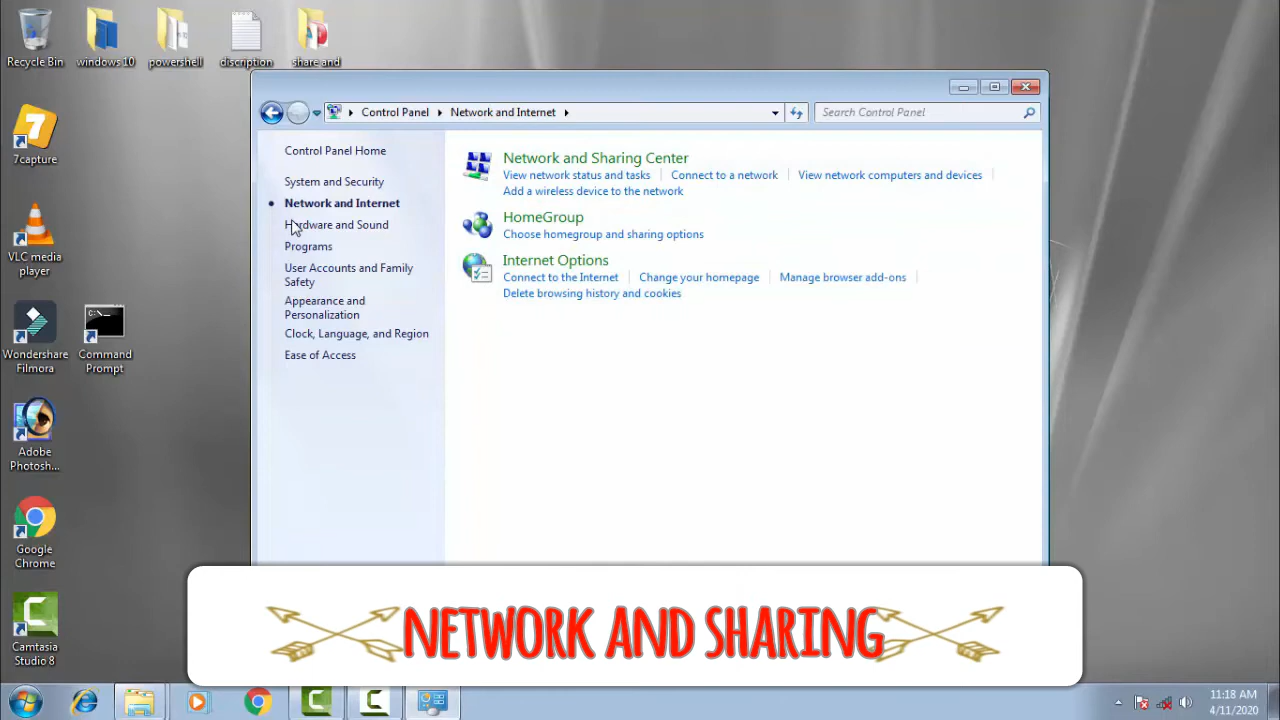 Recycle Bin
windows 10
powershell
discription
share and
7capture
VLC media
player
Wondershare
Filmora
Command
Prompt
Adobe
Photosh...
Google
Chrome
Camtasia
Studio 8
Control Panel
Network and Internet
Search Control Panel
Control Panel Home
System and Security
Network and Internet
Hardware and Sound
Programs
User Accounts and Family
Safety
Appearance and
Personalization
Clock, Language, and Region
Ease of Access
Network and Sharing Center
View network status and tasks
Connect to a network
View network computers and devices
Add a wireless device to the network
HomeGroup
Choose homegroup and sharing options
Internet Options
Connect to the Internet
Change your homepage
Manage browser add-ons
Delete browsing history and cookies
NETWORK AND SHARING
11:18 AM
4/11/2020